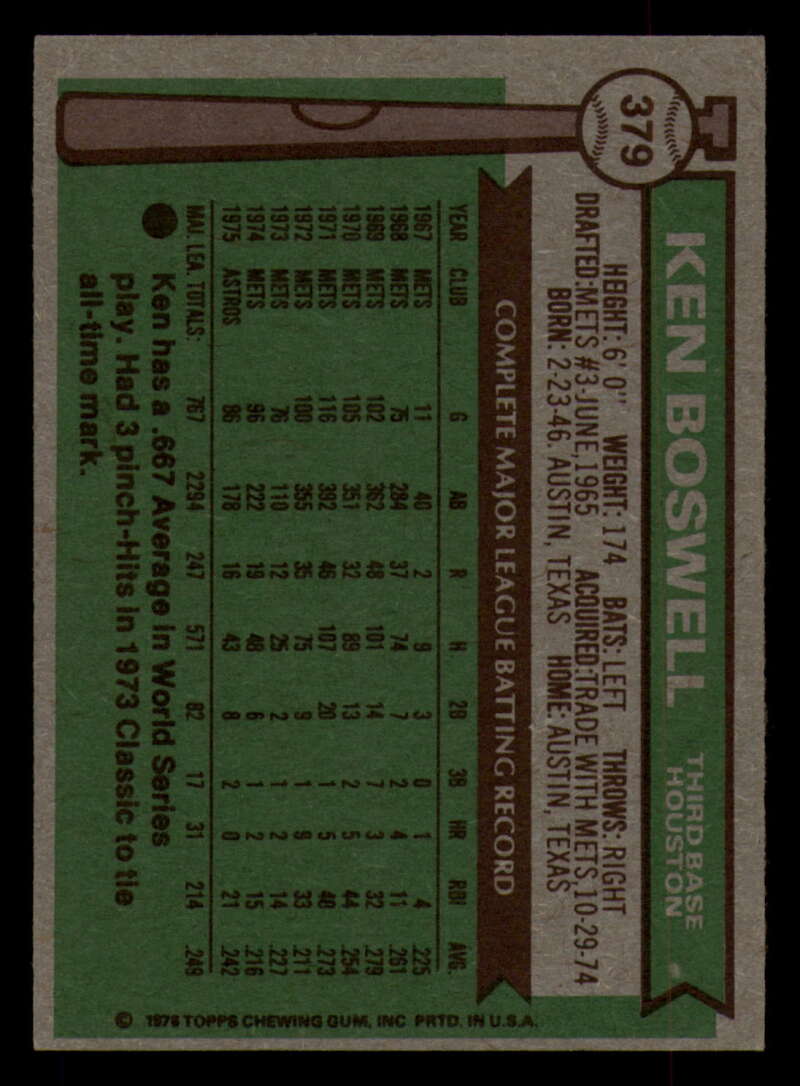 379
KEN BOSWELL
THIRD BASE
HOUSTON
HEIGHT: 6' 0" WEIGHT: 174 BATS: LEFT THROWS: RIGHT
DRAFTED: METS #3-JUNE, 1965 ACQUIRED: TRADE WITH METS, 10-29-74
BORN: 2-23-46. AUSTIN, TEXAS HOME: AUSTIN, TEXAS
COMPLETE MAJOR LEAGUE BATTING RECORD
YEAR CLUB G AB R H. 2B 3B HR RBI AVG.
1967 METS 11 40 2 9 3 0 1 4 .225
1968 METS 75 284 37 74 7 2 4 11 .261
1969 METS 102 362 48 101 14 7 3 32 .279
1970 METS 105 351 32 89 13 2 5 44 .254
1971 METS 116 392 46 107 20 1 5 40 .273
1972 METS 100 355 35 75 9 1 9 33 .211
1973 METS 76 110 12 25 2 1 2 14 .227
1974 METS 96 222 19 48 6 1 2 15 .216
1975 ASTROS 86 178 16 43 8 2 0 21 .242
MAJ. LEA. TOTALS: 767 2294 247 571 82 17 31 214 .249
Ken has a .667 Average in World Series
play. Had 3 pinch-Hits in 1973 Classic to tie
all-time mark.
© 1976 TOPPS CHEWING GUM, INC PRTD. IN U.S.A.